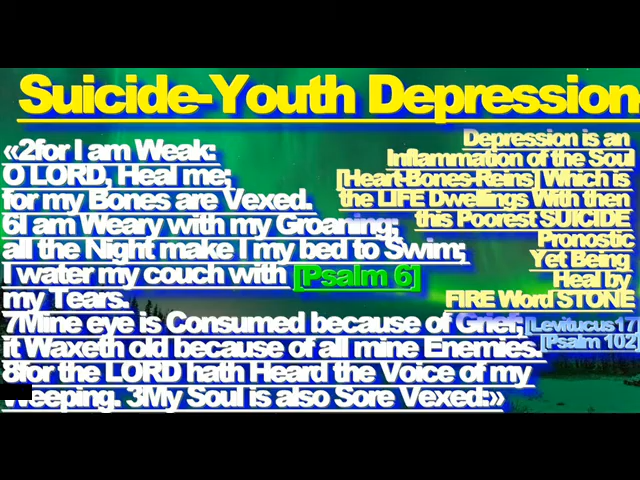 Suicide-Youth Depression
«2for I am Weak:
O LORD, Heal me;
for my Bones are Vexed.
6I am Weary with my Groaning;
all the Night make I my bed to Swim;
I water my couch with [Psalm 6]
my Tears.
7Mine eye is Consumed because of Grief;
it Waxeth old because of all mine Enemies.
8for the LORD hath Heard the Voice of my
Weeping. 3My Soul is also Sore Vexed:»
Depression is an
Inflammation of the Soul
[Heart-Bones-Reins] Which is
the LIFE Dwellings With then
this Poorest SUICIDE
Pronostic
Yet Being
Heal by
FIRE Word STONE
[Levitucus17]
[Psalm 102]